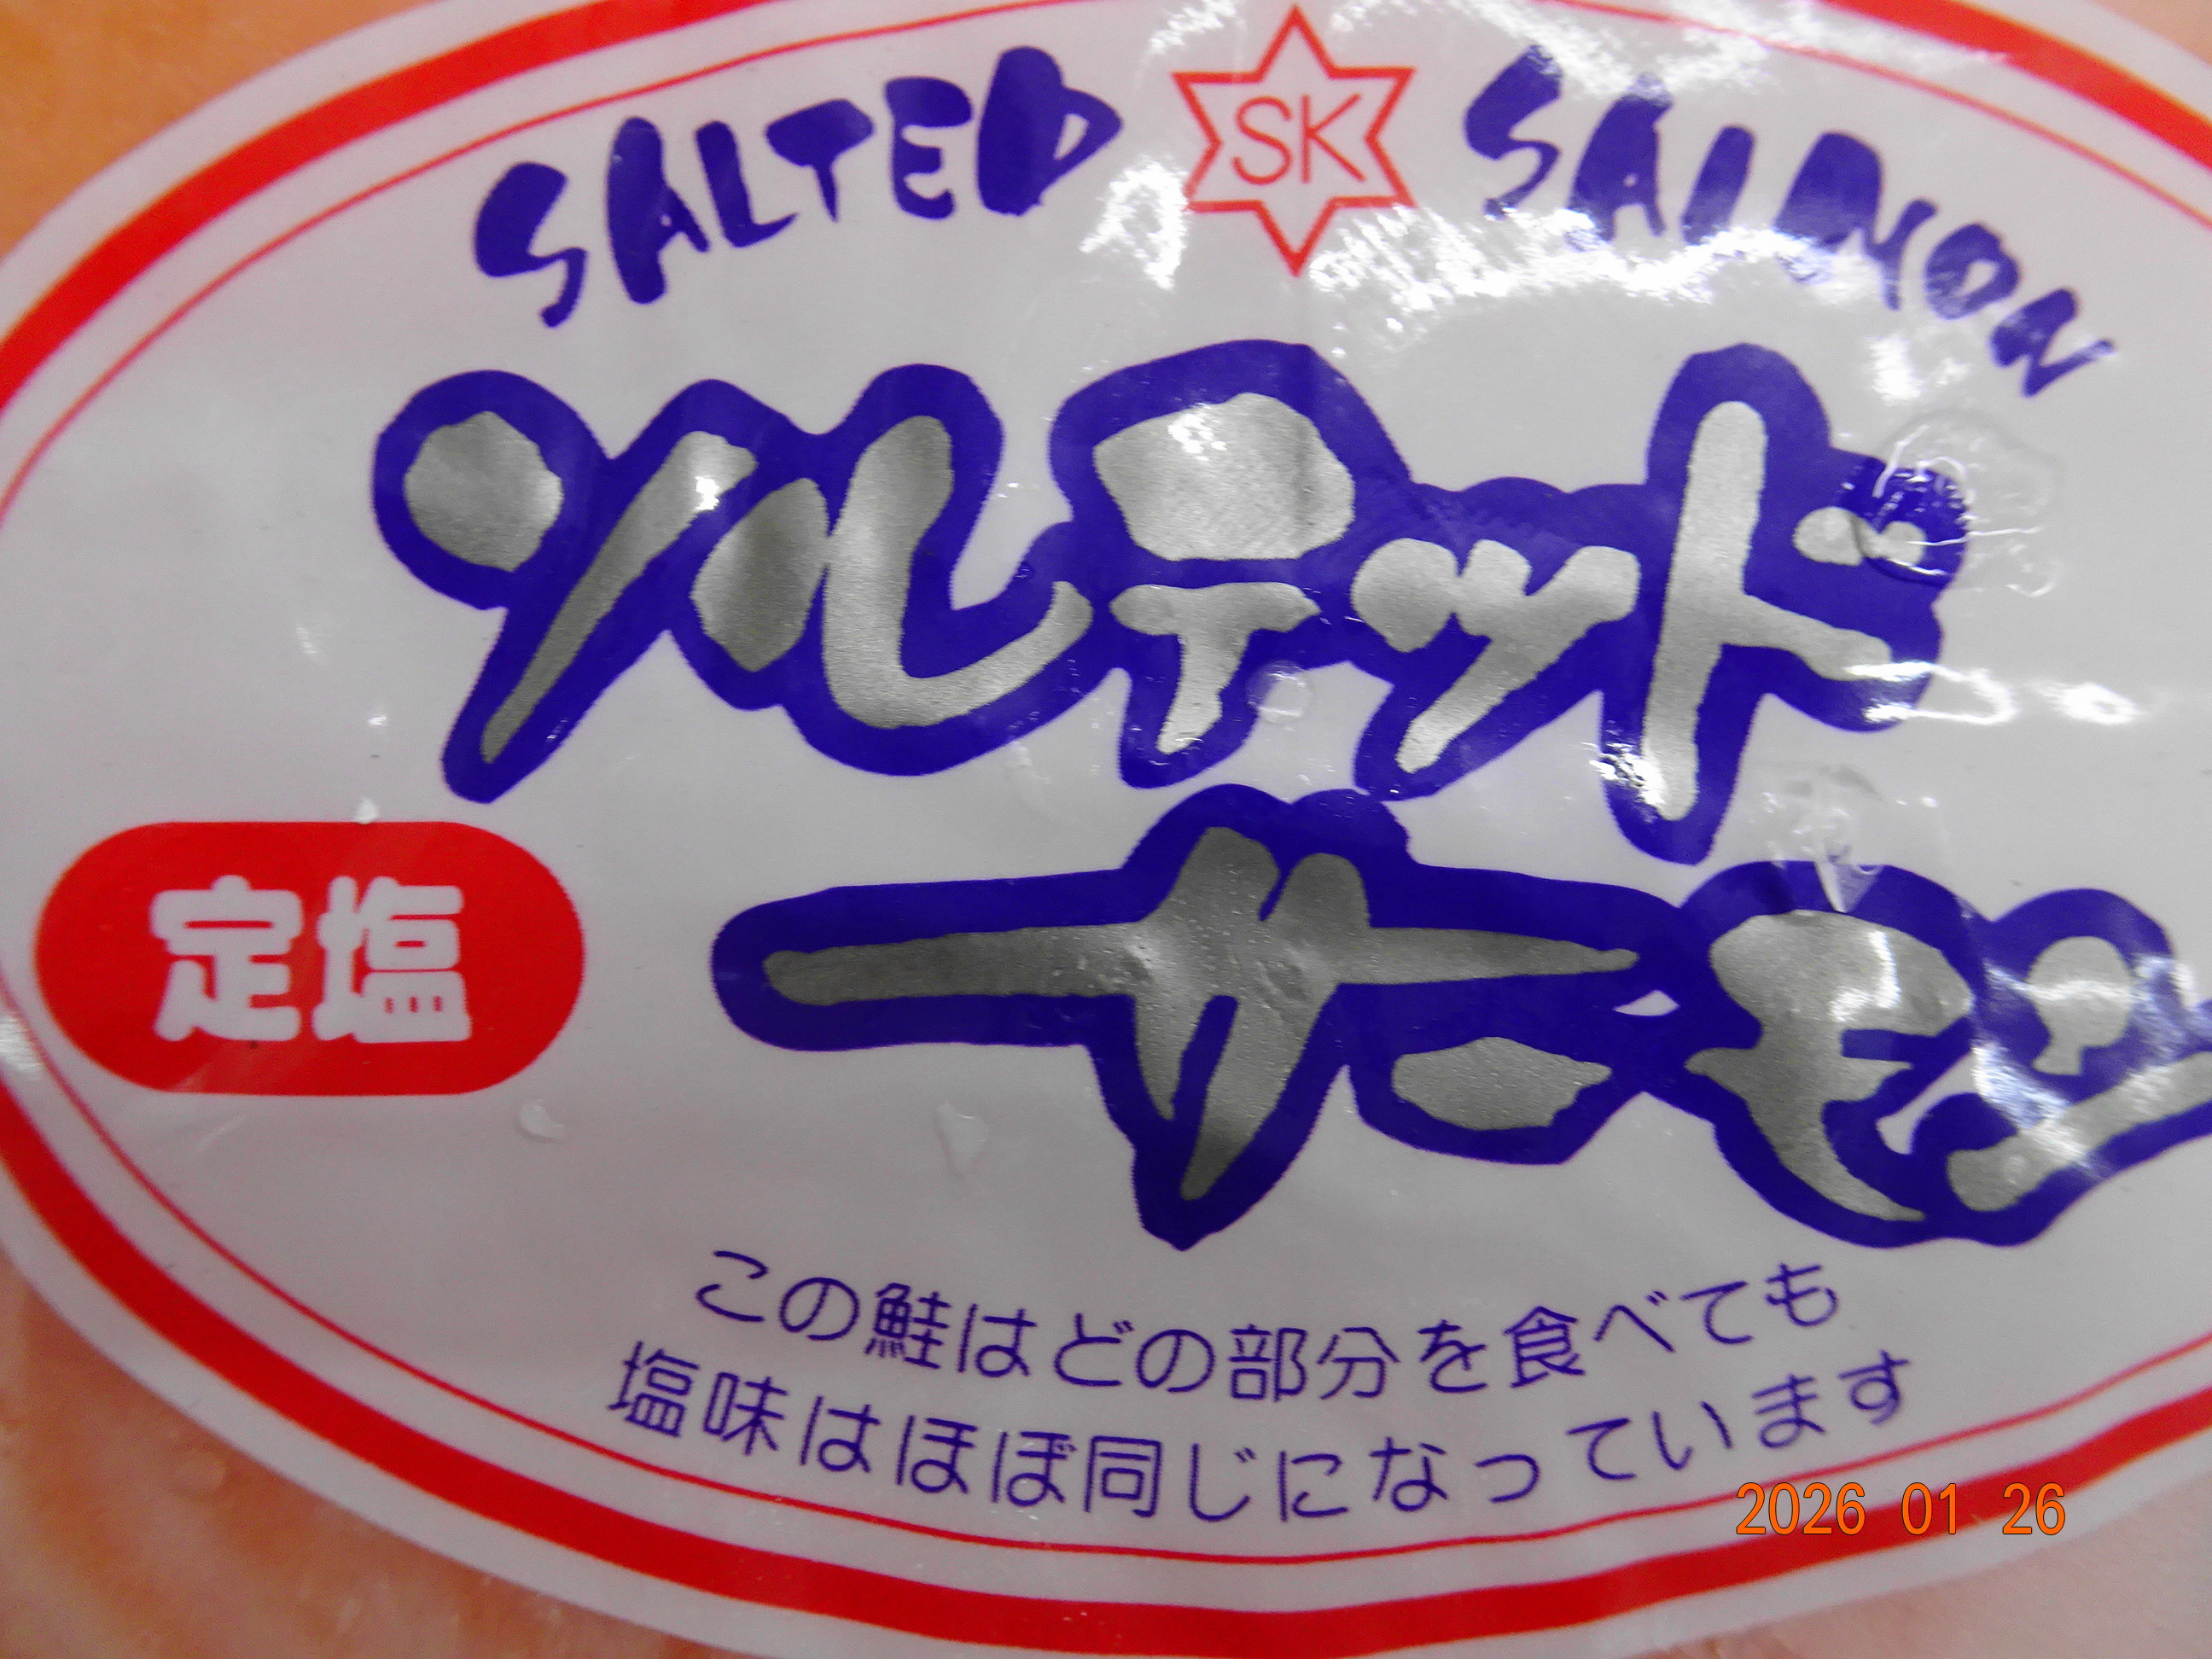 SALTED SK SALMON
ソルテッド
サーモン
定塩
この鮭はどの部分を食べても
塩味はほぼ同じになっています
2026 01 26